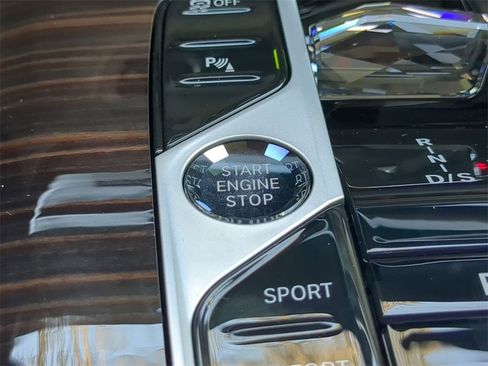 OFF
P
R
N
D/S
START
ENGINE
STOP
SPORT